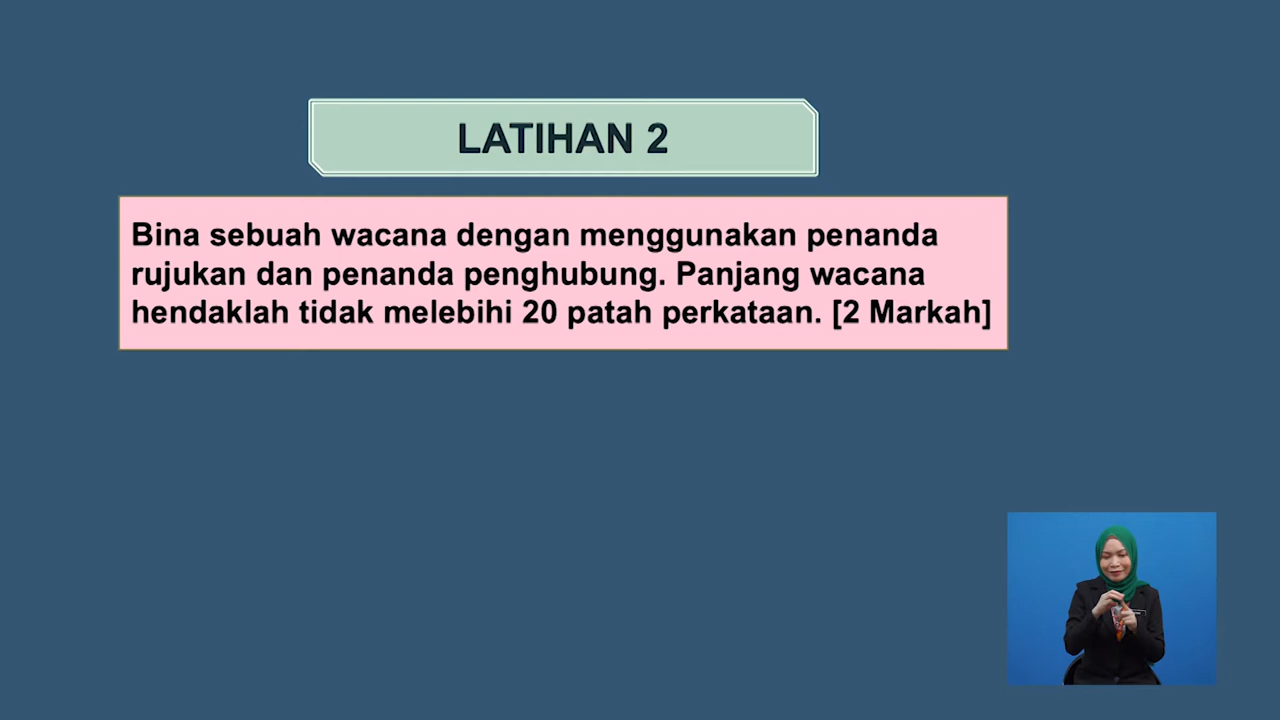 LATIHAN 2
Bina sebuah wacana dengan menggunakan penanda
rujukan dan penanda penghubung. Panjang wacana
hendaklah tidak melebihi 20 patah perkataan. [2 Markah]